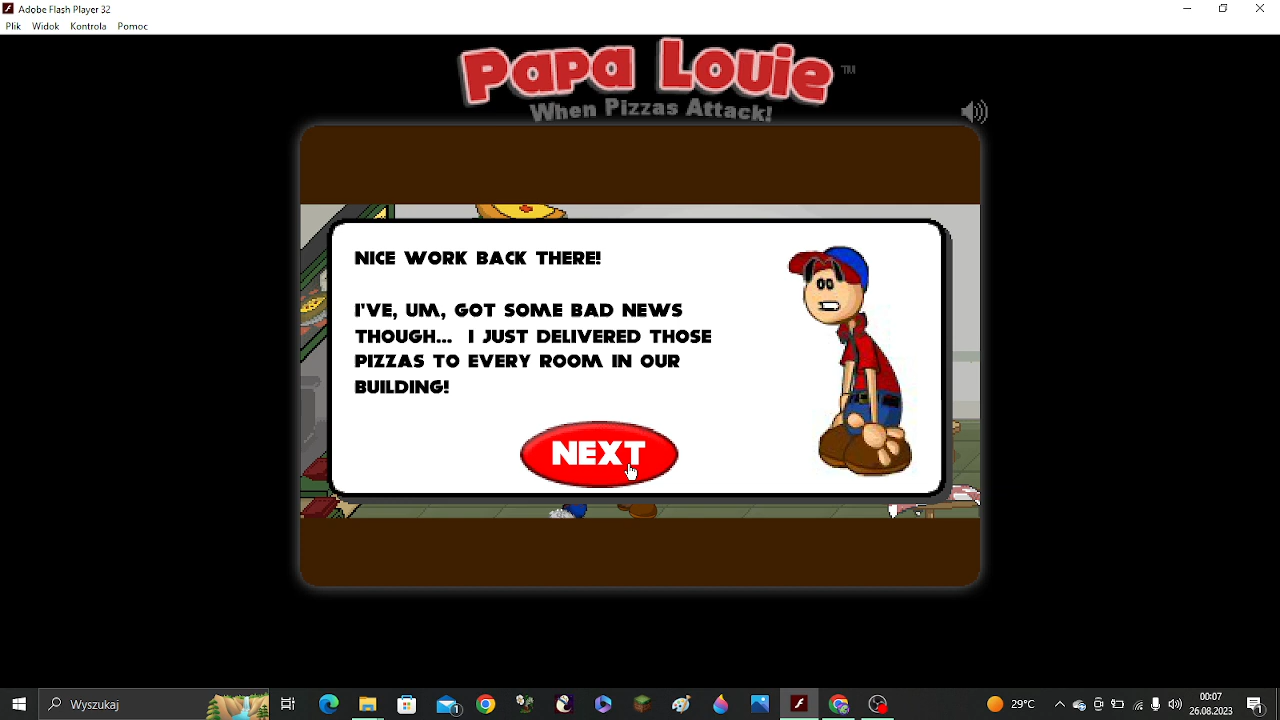 Adobe Flash Player 32
Plik Widok Kontrola Pomoc
Papa Louie TM
When Pizzas Attack!
NICE WORK BACK THERE!
I'VE, UM, GOT SOME BAD NEWS
THOUGH... I JUST DELIVERED THOSE
PIZZAS TO EVERY ROOM IN OUR
BUILDING!
NEXT
Wyszukaj
1
29°C
00:07
26.08.2023
1